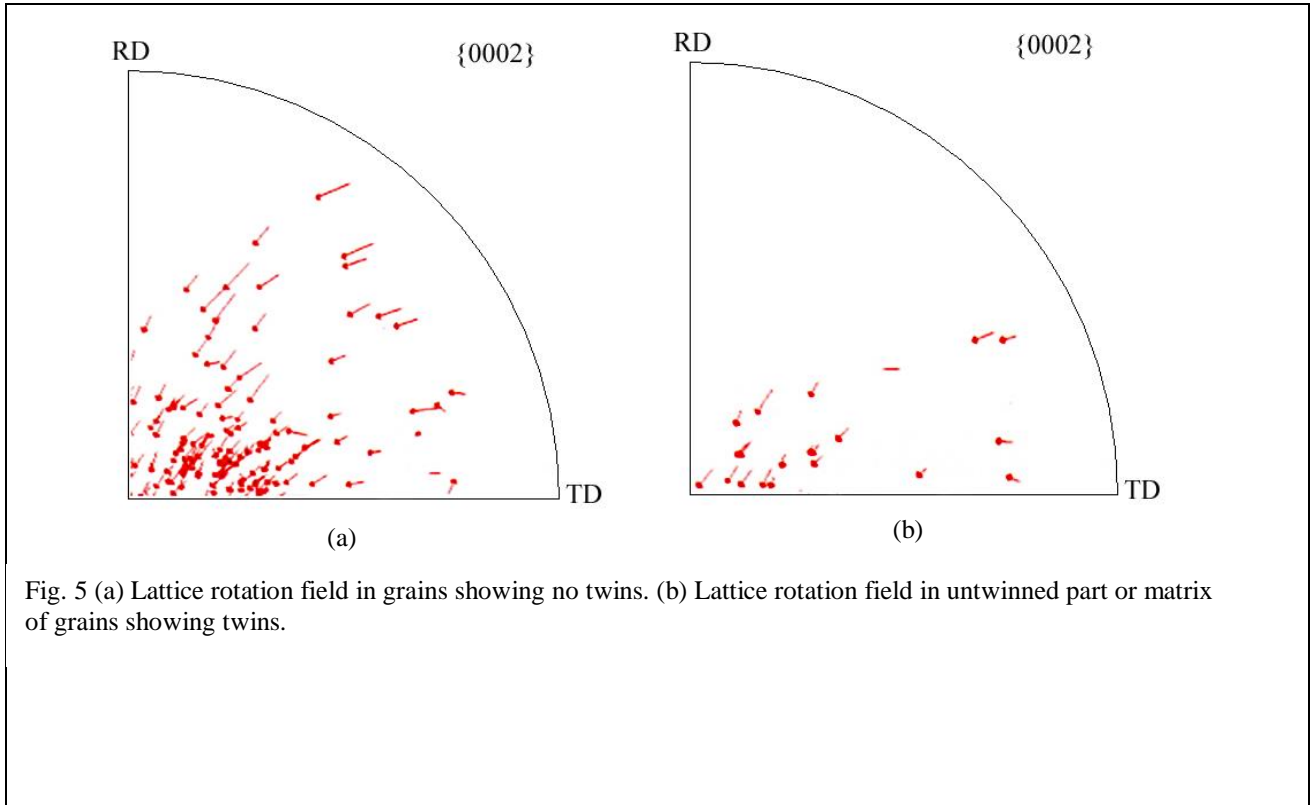 RD
{0002}
TD
(a)
RD
{0002}
TD
(b)
Fig. 5 (a) Lattice rotation field in grains showing no twins. (b) Lattice rotation field in untwinned part or matrix
of grains showing twins.